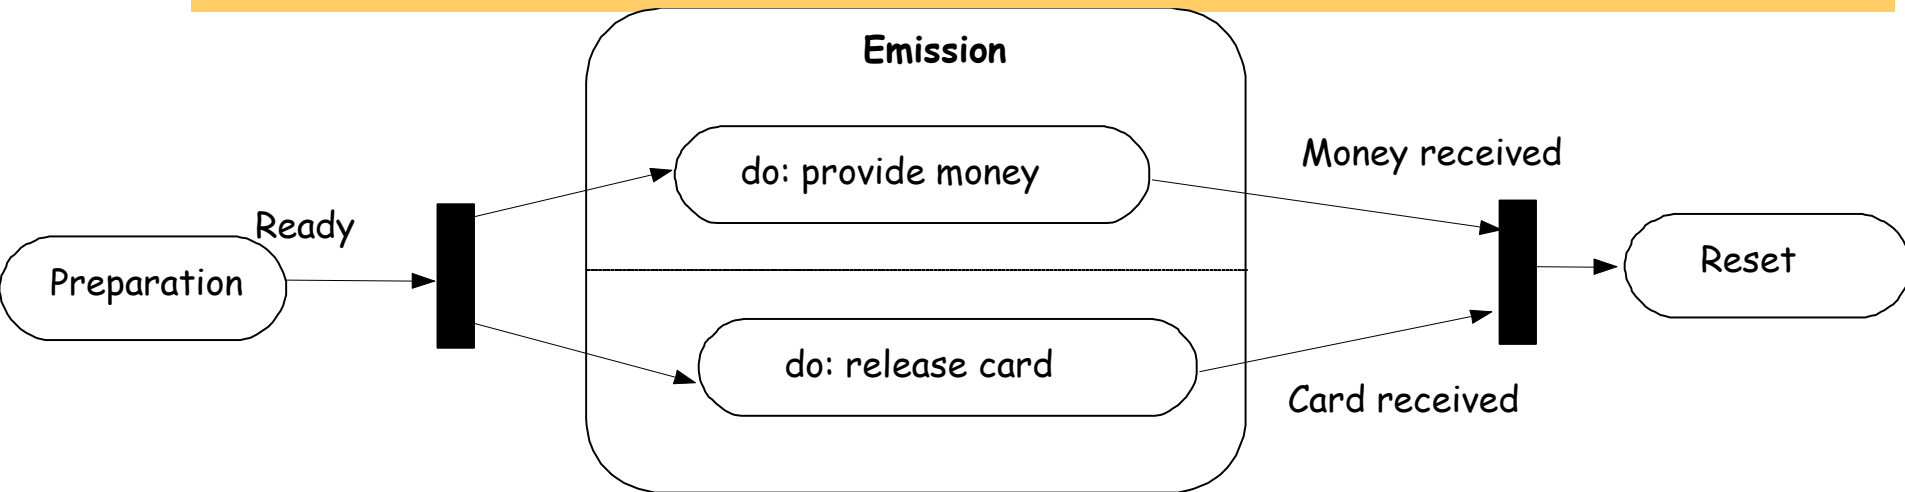 Emission
do: provide money
Money received
Ready
Preparation
Reset
do: release card
Card received